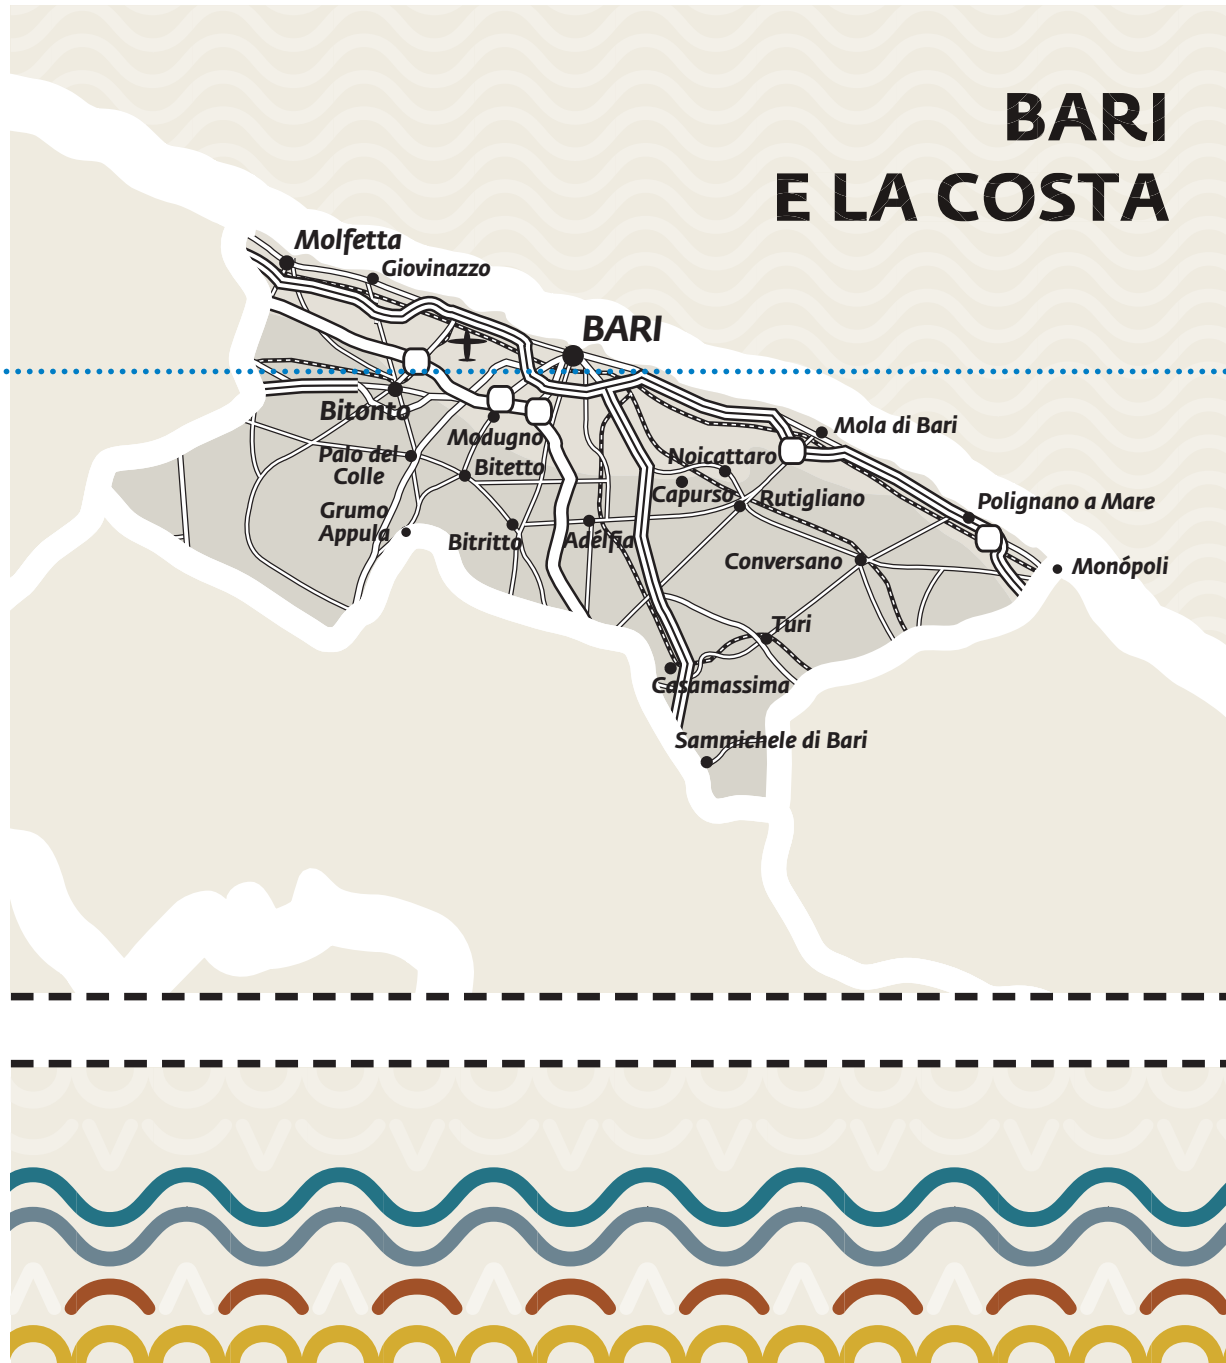 BARI
E LA COSTA
Molfetta
Giovinazzo
BARI
Bitonto
Mola di Bari
Modugno
Palo del
Colle
Noicattaro
Bitetto
Capurso
Rutigliano
Polignano a Mare
Grumo
Appula
Bitritto
Adélfia
Conversano
Monópoli
Turi
Casamassima
Sammichele di Bari